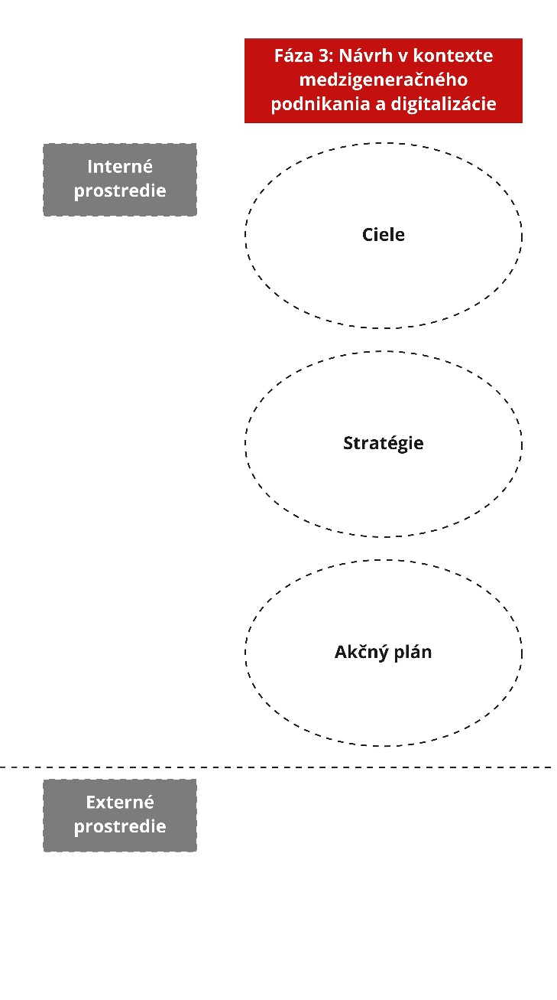 Fáza 3: Návrh v kontexte
medzigeneračného
podnikania a digitalizácie
Interné
prostredie
Ciele
Stratégie
Akčný plán
Externé
prostredie